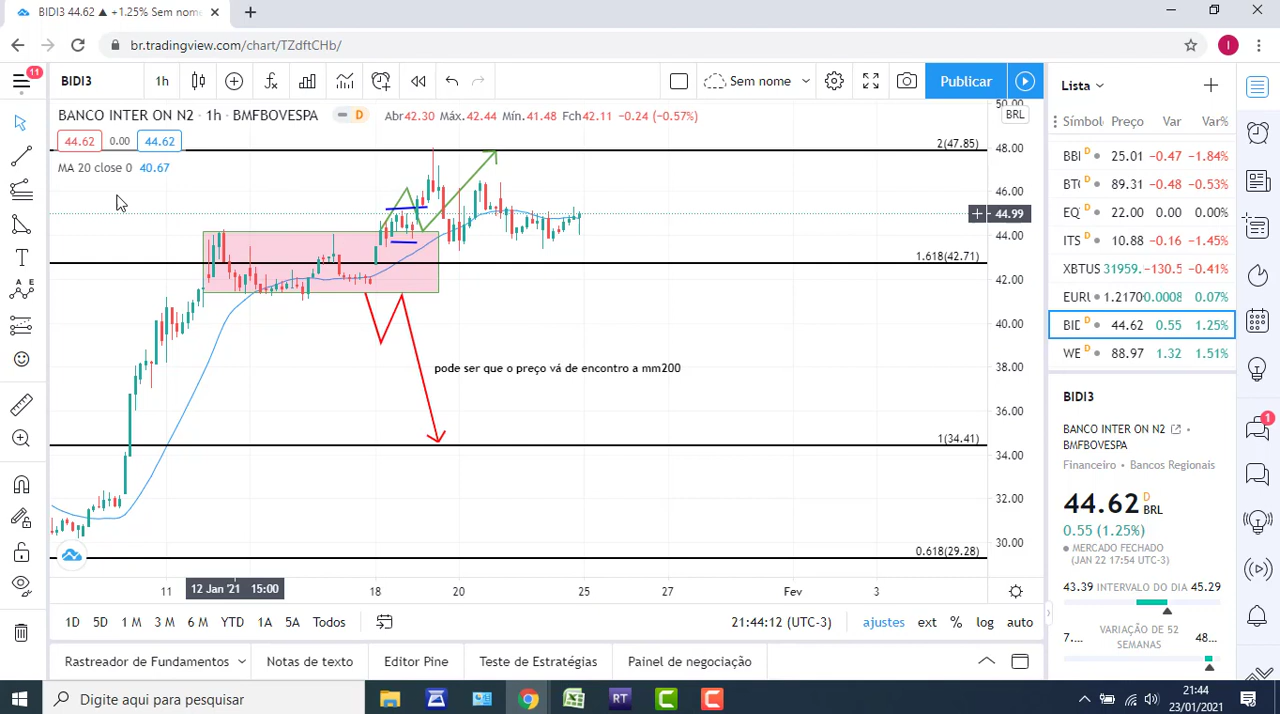 BIDI3 44.62 ▲ +1.25% Sem nome
br.tradingview.com/chart/TZdftCHb/
11
BIDI3
1h
Sem nome
Publicar
BANCO INTER ON N2 · 1h · BMFBOVESPA
D
Abr42.30 Máx.42.44 Mín.41.48 Fch42.11 −0.24 (−0.57%)
44.62
0.00
44.62
MA 20 close 0 40.67
2(47.85)
1.618(42.71)
pode ser que o preço vá de encontro a mm200
1(34.41)
0.618(29.28)
50.00
BRL
48.00
46.00
44.99
44.00
42.00
40.00
38.00
36.00
34.00
32.00
30.00
11
12 Jan '21 15:00
18
20
25
27
Fev
3
1D
5D
1 M
3 M
6 M
YTD
1A
5A
Todos
21:44:12 (UTC-3)
ajustes
ext
%
log
auto
Rastreador de Fundamentos
Notas de texto
Editor Pine
Teste de Estratégias
Painel de negociação
Lista
Símbol Preço Var Var%
BBI D 25.01 −0.47 −1.84%
BT D 89.31 −0.48 −0.53%
EQ D 22.00 0.00 0.00%
ITS D 10.88 −0.16 −1.45%
XBTUS 31959. −130.5 −0.41%
EURU 1.2170 0.0008 0.07%
BID D 44.62 0.55 1.25%
WE D 88.97 1.32 1.51%
BIDI3
BANCO INTER ON N2 •
BMFBOVESPA
Financeiro • Bancos Regionais
44.62 D BRL
0.55 (1.25%)
MERCADO FECHADO
(JAN 22 17:54 UTC-3)
43.39 INTERVALO DO DIA 45.29
7.... VARIAÇÃO DE 52 SEMANAS 48...
1
Digite aqui para pesquisar
RT
21:44
23/01/2021